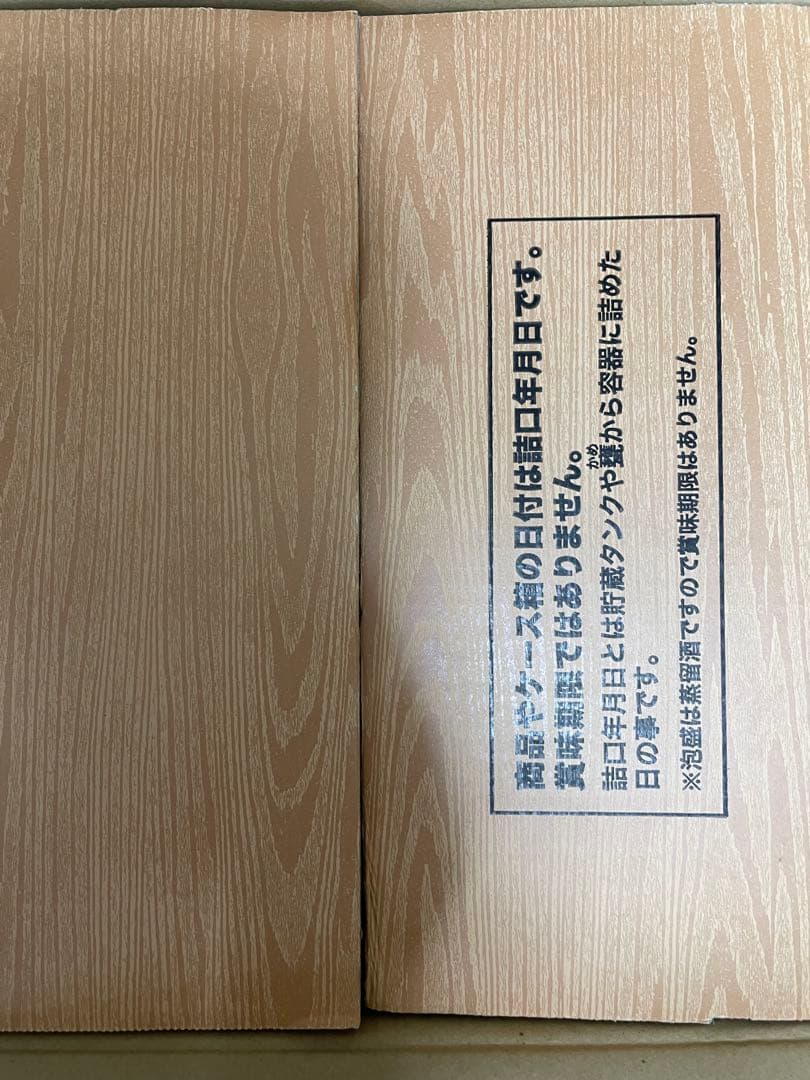 商品やケース箱の日付は詰口年月日です。
賞味期限ではありません。
詰口年月日とは貯蔵タンクや甕かめから容器に詰めた
日の事です。
※泡盛は蒸留酒ですので賞味期限はありません。